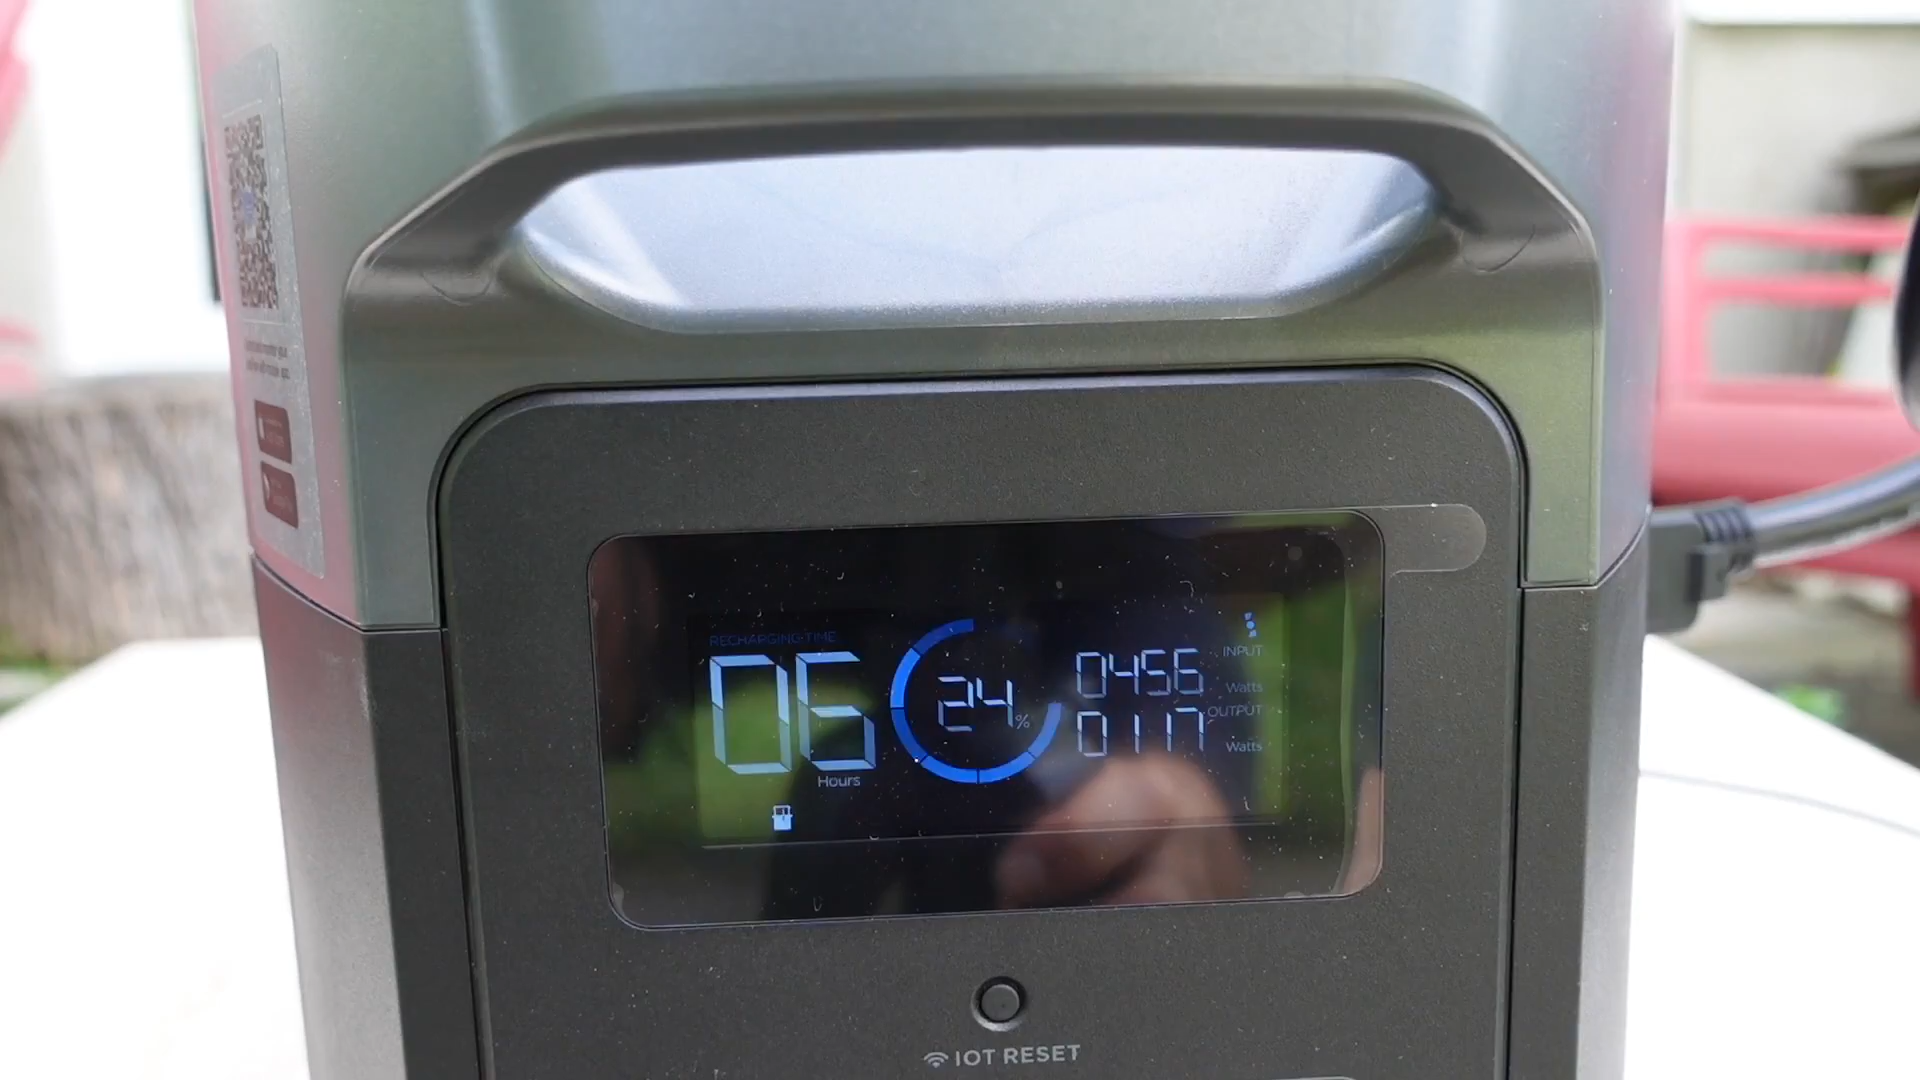 RECHARGING TIME
06
Hours
24%
INPUT
0456 Watts
OUTPUT
0117 Watts
IOT RESET